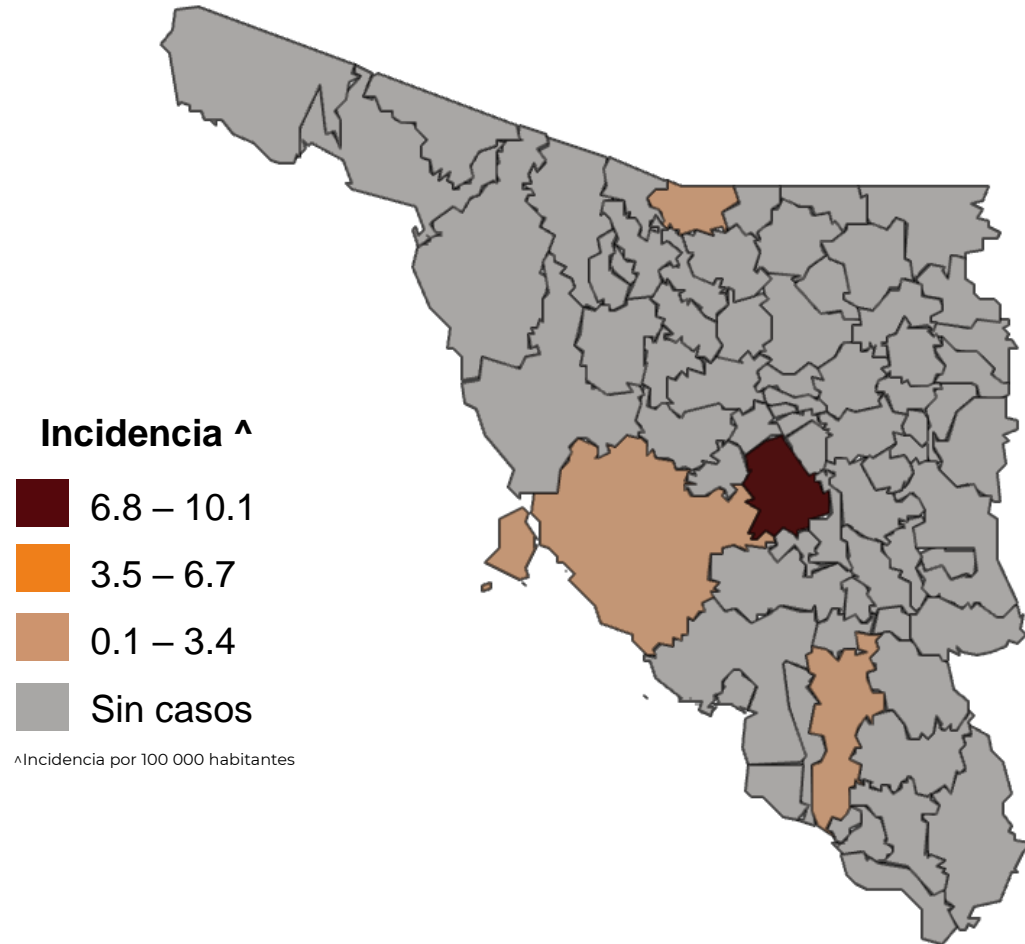 Incidencia ^
6.8 – 10.1
3.5 – 6.7
0.1 – 3.4
Sin casos
^Incidencia por 100 000 habitantes